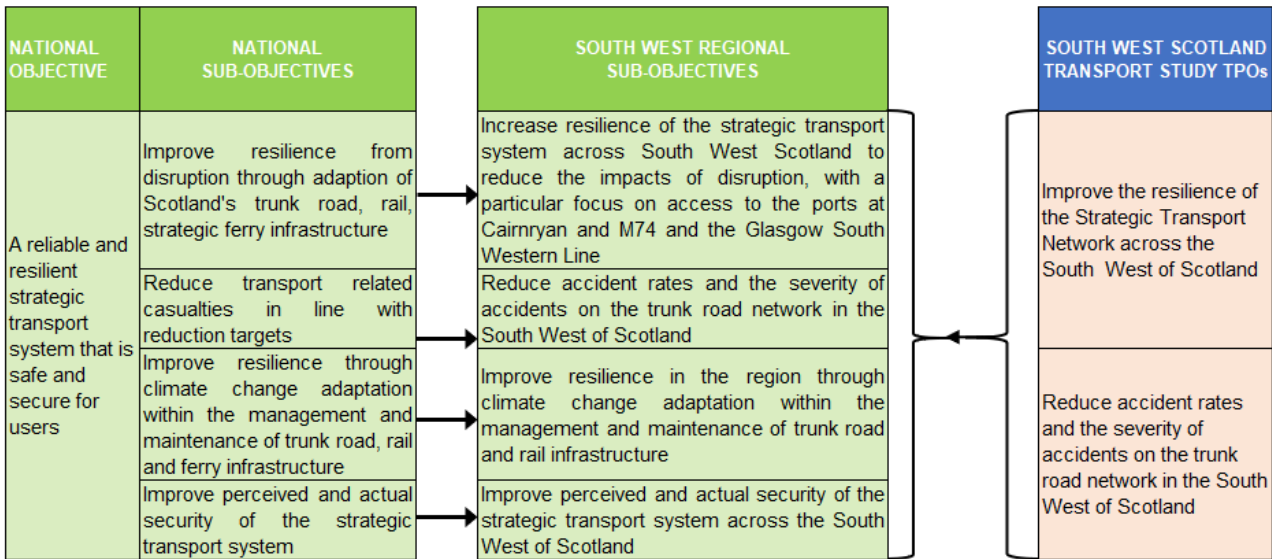 NATIONAL
OBJECTIVE
NATIONAL
SUB-OBJECTIVES
SOUTH WEST REGIONAL
SUB-OBJECTIVES
SOUTH WEST SCOTLAND
TRANSPORT STUDY TPOs
A reliable and
resilient
strategic
transport
system that is
safe and
secure for
users
Improve resilience from
disruption through adaption of
Scotland's trunk road, rail,
strategic ferry infrastructure
Increase resilience of the strategic transport
system across South West Scotland to
reduce the impacts of disruption, with a
particular focus on access to the ports at
Cairnryan and M74 and the Glasgow South
Western Line
Reduce transport related
casualties in line with
reduction targets
Reduce accident rates and the severity of
accidents on the trunk road network in the
South West of Scotland
Improve resilience through
climate change adaptation
within the management and
maintenance of trunk road, rail
and ferry infrastructure
Improve resilience in the region through
climate change adaptation within the
management and maintenance of trunk road
and rail infrastructure
Improve perceived and actual
security of the strategic
transport system
Improve perceived and actual security of the
strategic transport system across the South
West of Scotland
Improve the resilience of
the Strategic Transport
Network across the
South West of Scotland
Reduce accident rates
and the severity of
accidents on the trunk
road network in the South
West of Scotland